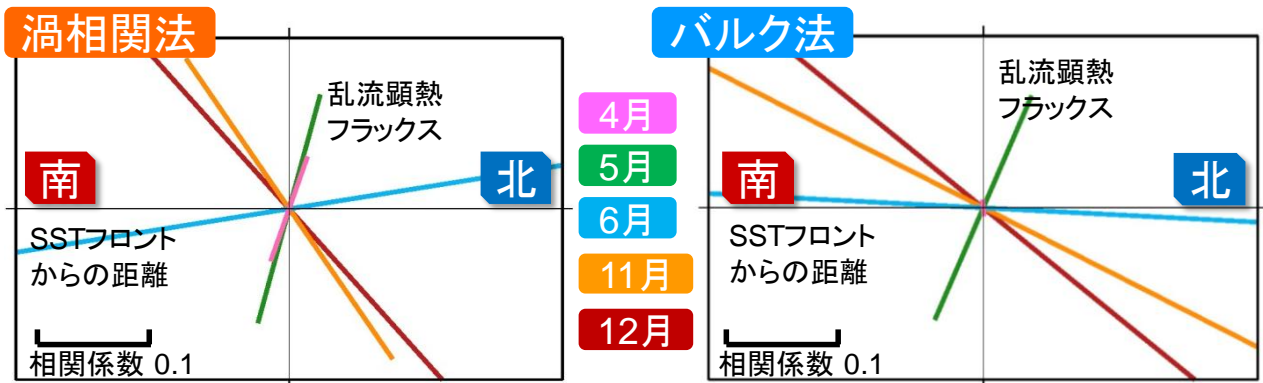 渦相関法
乱流顕熱
フラックス
南
北
SSTフロント
からの距離
相関係数 0.1
4月
5月
6月
11月
12月
バルク法
乱流顕熱
フラックス
南
北
SSTフロント
からの距離
相関係数 0.1